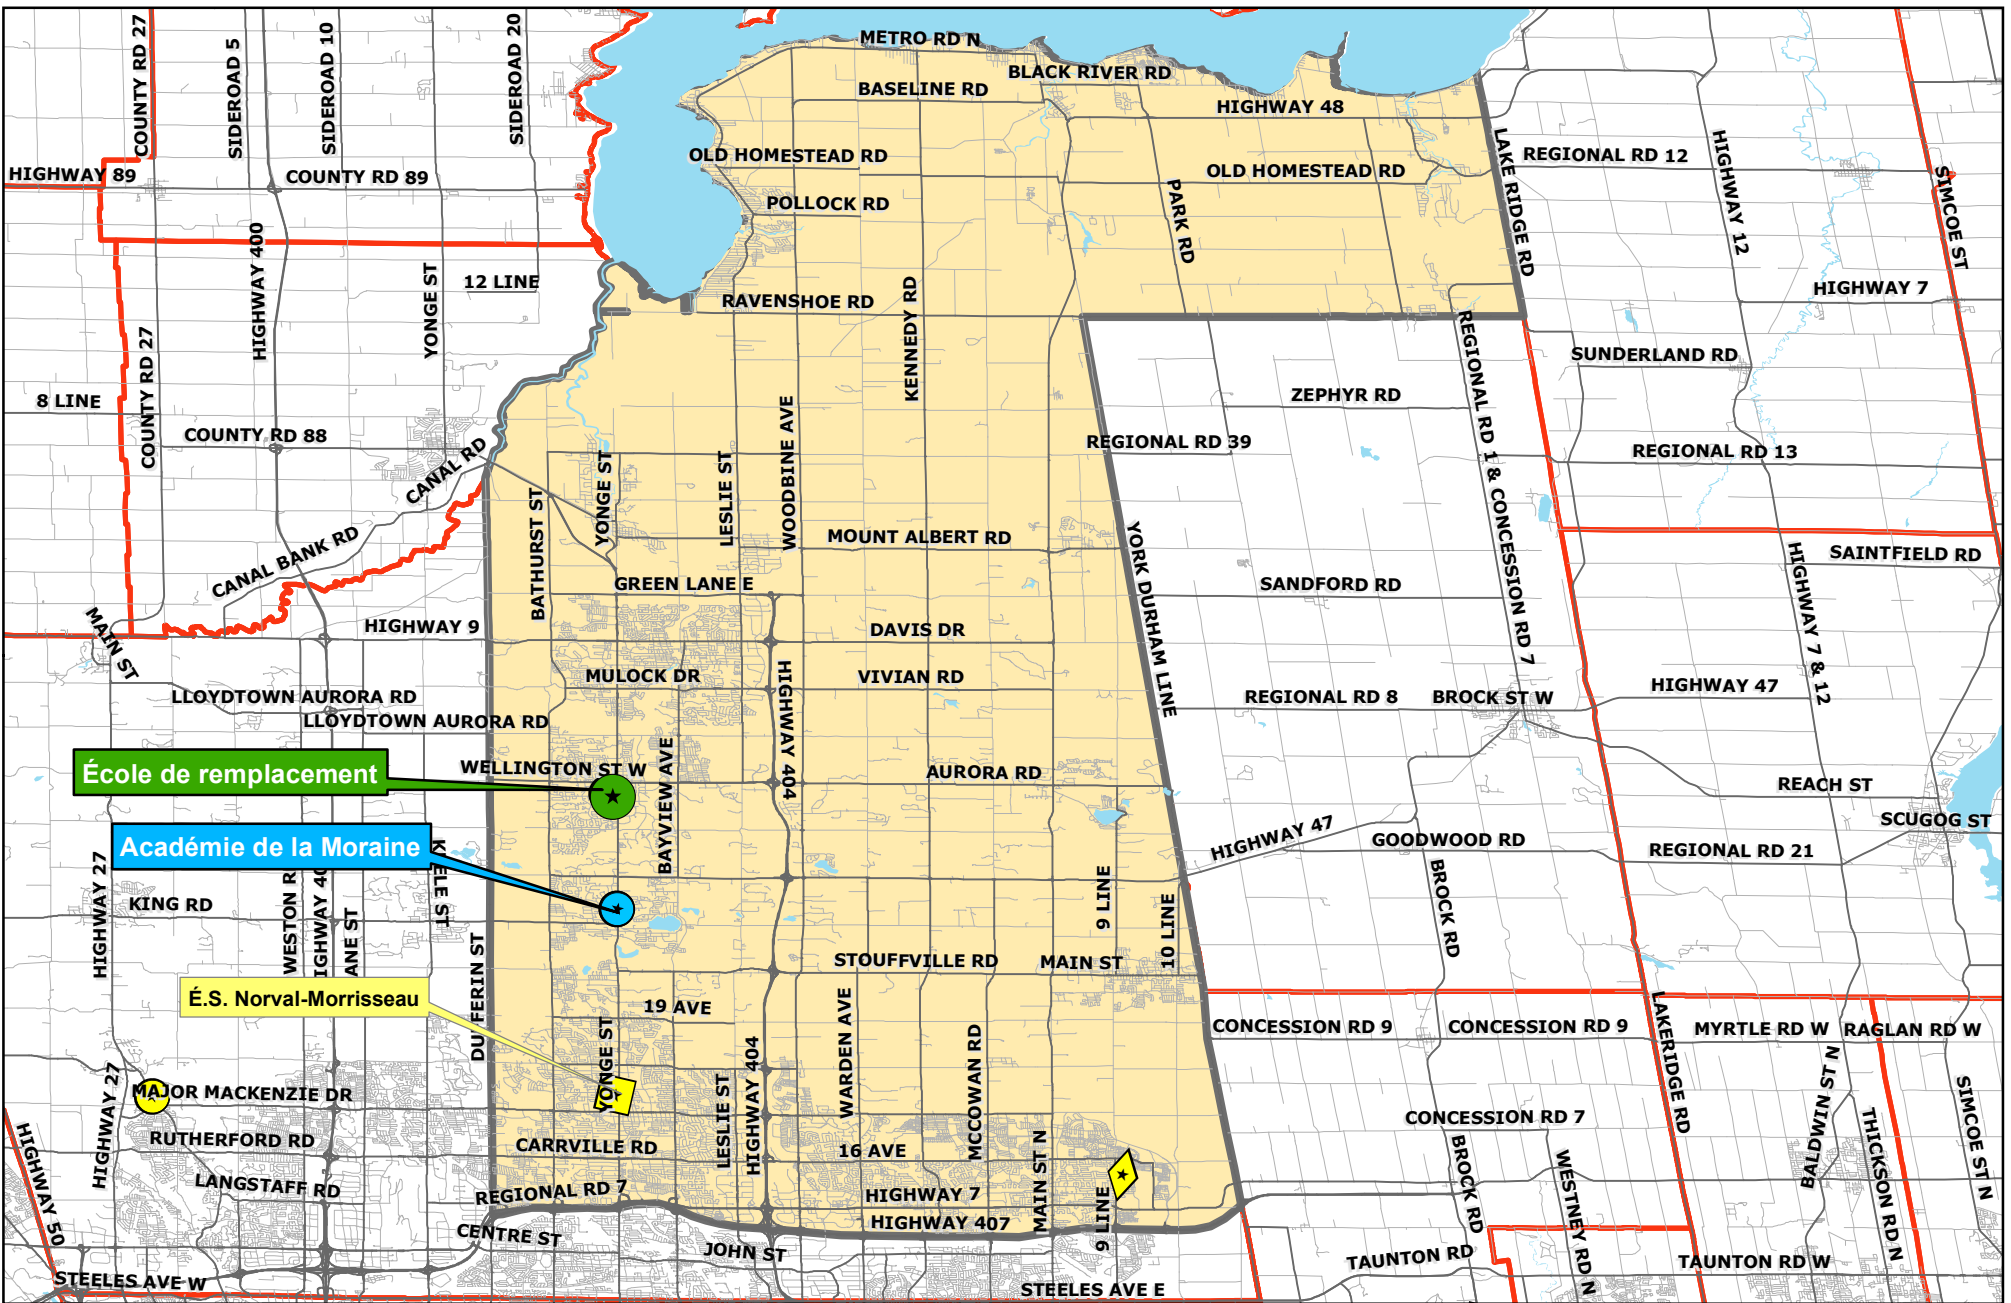 METRO RD N
BLACK RIVER RD
BASELINE RD
HIGHWAY 48
COUNTY RD 27
SIDEROAD 5
SIDEROAD 10
SIDEROAD 20
OLD HOMESTEAD RD
OLD HOMESTEAD RD
LAKE RIDGE RD
REGIONAL RD 12
HIGHWAY 12
SIMCOE ST
HIGHWAY 89
COUNTY RD 89
POLLOCK RD
PARK RD
HIGHWAY 400
YONGE ST
12 LINE
RAVENSHOE RD
KENNEDY RD
HIGHWAY 7
COUNTY RD 27
SUNDERLAND RD
8 LINE
ZEPHYR RD
REGIONAL RD 1 & CONCESSION RD 7
COUNTY RD 88
CANAL RD
WOODBINE AVE
REGIONAL RD 39
REGIONAL RD 13
BATHURST ST
YONGE ST
LESLIE ST
MOUNT ALBERT RD
YORK DURHAM LINE
SAINTFIELD RD
HIGHWAY 7 & 12
CANAL BANK RD
GREEN LANE E
SANDFORD RD
MAIN ST
HIGHWAY 9
DAVIS DR
MULOCK DR
VIVIAN RD
HIGHWAY 404
LLOYDTOWN AURORA RD
REGIONAL RD 8
BROCK ST W
HIGHWAY 47
LLOYDTOWN AURORA RD
École de remplacement
WELLINGTON ST W
BAYVIEW AVE
AURORA RD
REACH ST
SCUGOG ST
Académie de la Moraine
HIGHWAY 47
GOODWOOD RD
REGIONAL RD 21
HIGHWAY 27
KING RD
9 LINE
10 LINE
BROCK RD
DUFFERIN ST
STOUFFVILLE RD
MAIN ST
É.S. Norval-Morrisseau
19 AVE
WARDEN AVE
MCCOWAN RD
CONCESSION RD 9
CONCESSION RD 9
LAKERIDGE RD
MYRTLE RD W
RAGLAN RD W
YONGE ST
HIGHWAY 404
LESLIE ST
HIGHWAY 27
MAJOR MACKENZIE DR
CONCESSION RD 7
BALDWIN ST N
THICKSON RD N
SIMCOE ST N
HIGHWAY 50
RUTHERFORD RD
CARRVILLE RD
16 AVE
MAIN ST N
BROCK RD
WESTNEY RD N
LANGSTAFF RD
REGIONAL RD 7
HIGHWAY 7
9 LINE
HIGHWAY 407
CENTRE ST
JOHN ST
TAUNTON RD
TAUNTON RD W
STEELES AVE W
STEELES AVE E